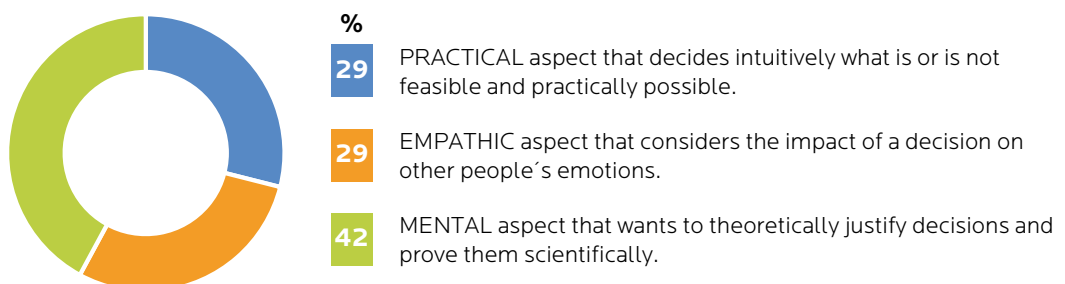 %
29
PRACTICAL aspect that decides intuitively what is or is not
feasible and practically possible.
29
EMPATHIC aspect that considers the impact of a decision on
other people´s emotions.
42
MENTAL aspect that wants to theoretically justify decisions and
prove them scientifically.